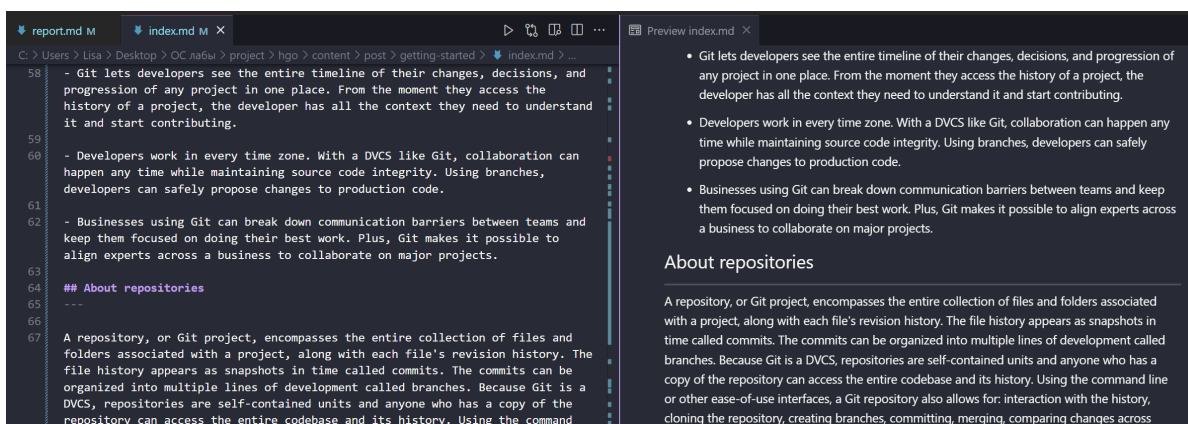 report.md M
index.md M
Preview index.md
C: > Users > Lisa > Desktop > ОС лабы > project > hgo > content > post > getting-started > index.md > ...
58 - Git lets developers see the entire timeline of their changes, decisions, and
progression of any project in one place. From the moment they access the
history of a project, the developer has all the context they need to understand
it and start contributing.
59
60 - Developers work in every time zone. With a DVCS like Git, collaboration can
happen any time while maintaining source code integrity. Using branches,
developers can safely propose changes to production code.
61
62 - Businesses using Git can break down communication barriers between teams and
keep them focused on doing their best work. Plus, Git makes it possible to
align experts across a business to collaborate on major projects.
63
64 ## About repositories
65 ---
66
67 A repository, or Git project, encompasses the entire collection of files and
folders associated with a project, along with each file's revision history. The
file history appears as snapshots in time called commits. The commits can be
organized into multiple lines of development called branches. Because Git is a
DVCS, repositories are self-contained units and anyone who has a copy of the
repository can access the entire codebase and its history. Using the command
• Git lets developers see the entire timeline of their changes, decisions, and progression of
any project in one place. From the moment they access the history of a project, the
developer has all the context they need to understand it and start contributing.
• Developers work in every time zone. With a DVCS like Git, collaboration can happen any
time while maintaining source code integrity. Using branches, developers can safely
propose changes to production code.
• Businesses using Git can break down communication barriers between teams and keep
them focused on doing their best work. Plus, Git makes it possible to align experts across
a business to collaborate on major projects.
About repositories
A repository, or Git project, encompasses the entire collection of files and folders associated
with a project, along with each file's revision history. The file history appears as snapshots in
time called commits. The commits can be organized into multiple lines of development called
branches. Because Git is a DVCS, repositories are self-contained units and anyone who has a
copy of the repository can access the entire codebase and its history. Using the command line
or other ease-of-use interfaces, a Git repository also allows for: interaction with the history,
cloning the repository, creating branches, committing, merging, comparing changes across